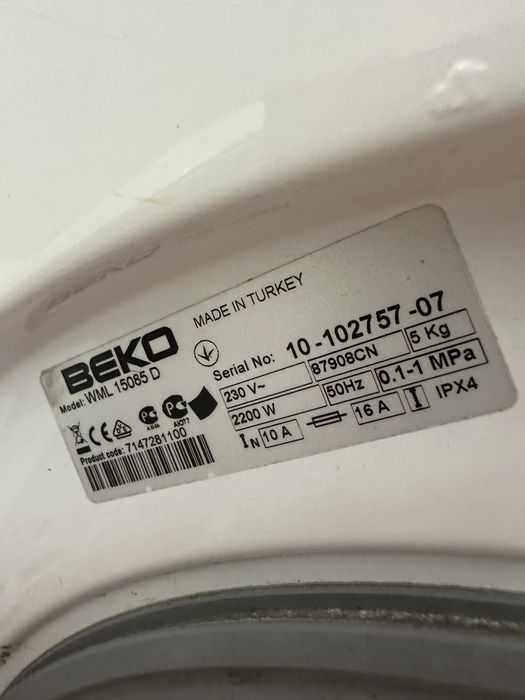 BEKO
MADE IN TURKEY
Model: WML 15085 D
Serial No: 10-102757-07
230 V~ 87908CN 5 Kg
2200 W 50Hz 0.1-1 MPa
IN 10 A 16 A I IPX4
CE
Product code: 7147281100